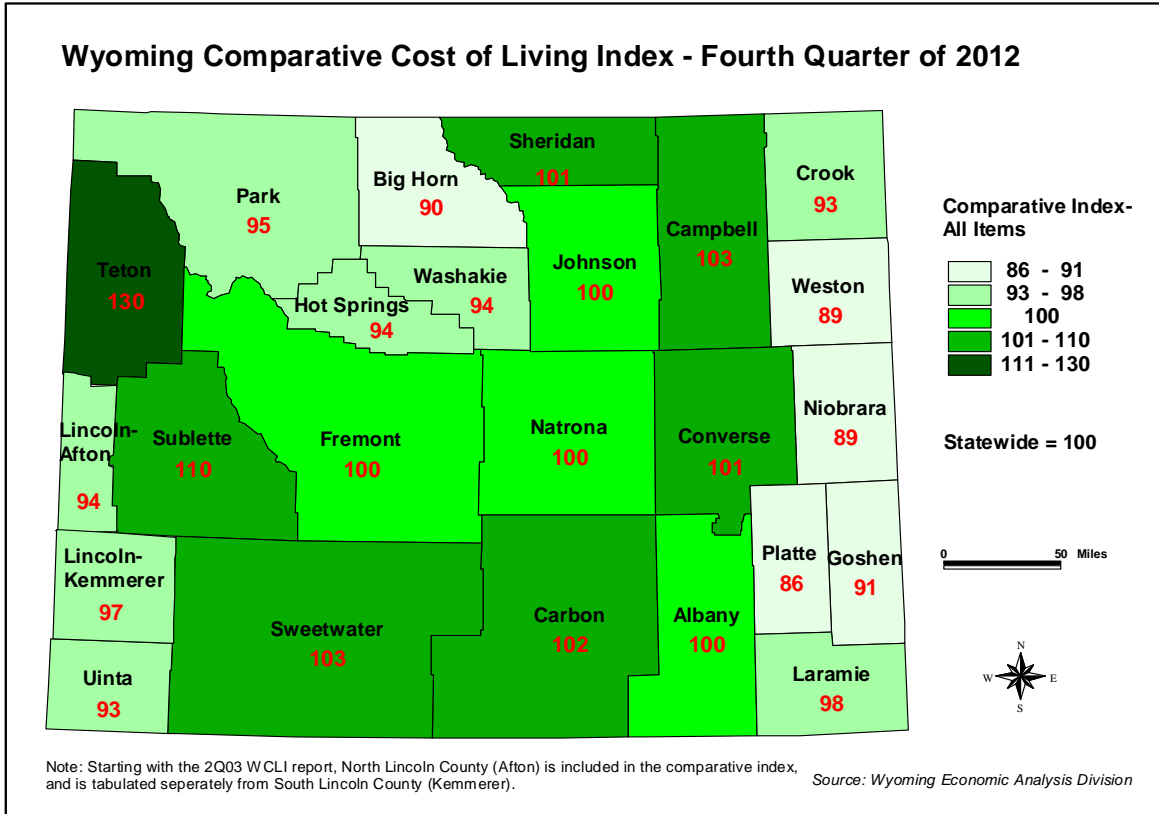 Wyoming Comparative Cost of Living Index - Fourth Quarter of 2012
Sheridan
101
Big Horn
90
Park
95
Crook
93
Campbell
103
Teton
130
Washakie
94
Johnson
100
Weston
89
Hot Springs
94
Lincoln-
Afton
94
Sublette
110
Fremont
100
Natrona
100
Converse
101
Niobrara
89
Lincoln-
Kemmerer
97
Sweetwater
103
Carbon
102
Albany
100
Platte
86
Goshen
91
Uinta
93
Laramie
98
Comparative Index-
All Items
86 - 91
93 - 98
100
101 - 110
111 - 130
Statewide = 100
0 50 Miles
N
W E
S
Note: Starting with the 2Q03 WCLI report, North Lincoln County (Afton) is included in the comparative index,
and is tabulated seperately from South Lincoln County (Kemmerer).
Source: Wyoming Economic Analysis Division